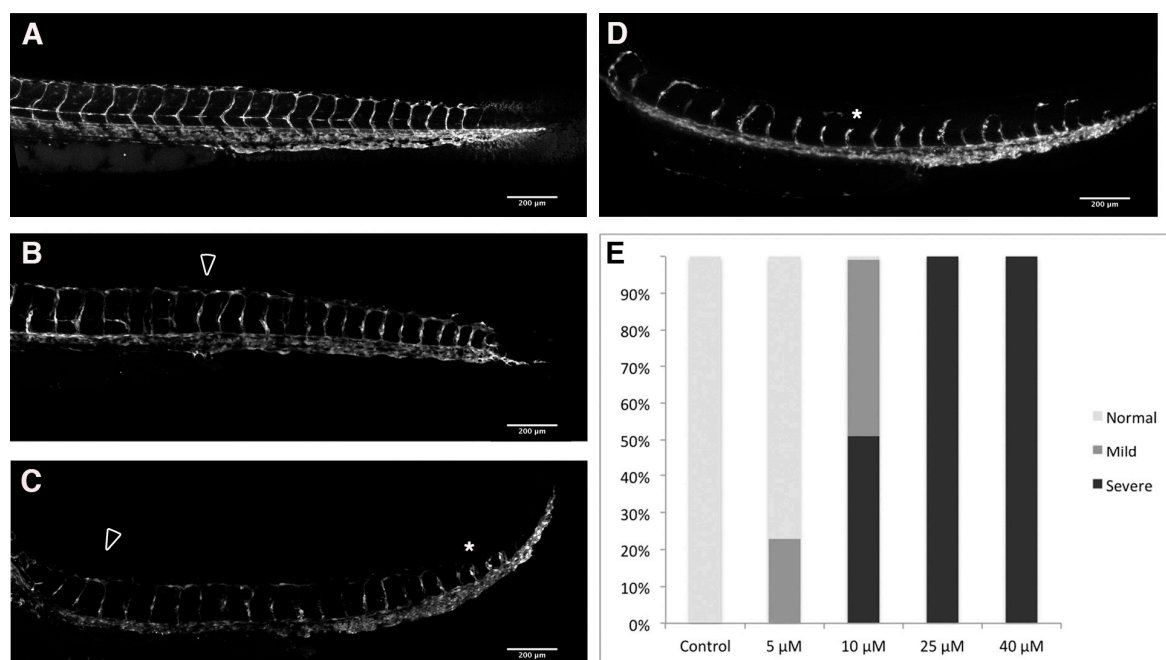 A
200 µm
B
200 µm
C
*
200 µm
D
*
200 µm
E
90%
80%
70%
60%
50%
40%
30%
20%
10%
0%
Control 5 µM 10 µM 25 µM 40 µM
Normal
Mild
Severe